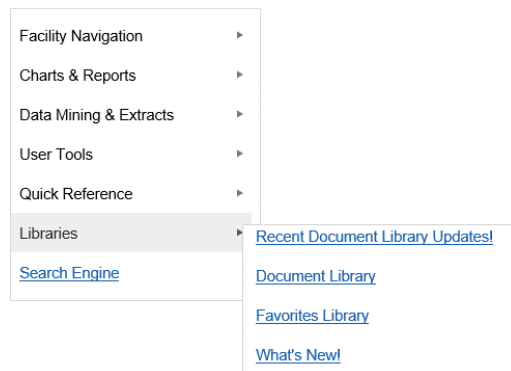 Facility Navigation
Charts & Reports
Data Mining & Extracts
User Tools
Quick Reference
Libraries
Search Engine
Recent Document Library Updates!
Document Library
Favorites Library
What's New!